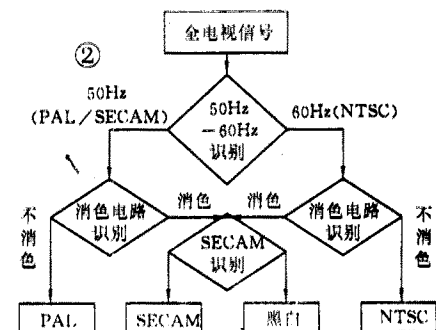 全电视信号
②
50Hz
(PAL/SECAM)
50Hz
-60Hz
识别
60Hz(NTSC)
消色电路
识别
消色
消色
消色电路
识别
不消色
SECAM
识别
不消色
PAL
SECAM
黑白
NTSC